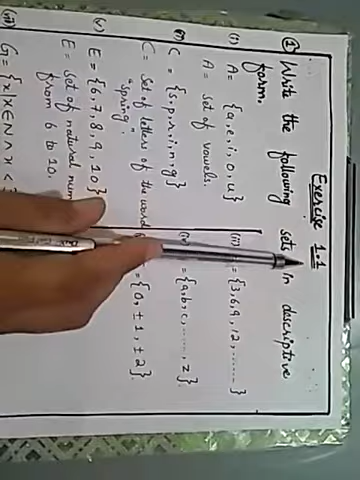 Exercise 1.1
① Write the following sets in descriptive
form.
(i) A = {a,e,i,o,u} (ii) = {3,6,9,12,......}
A = set of vowels.
(iii) C = {s,p,r,i,n,g} (iv) = {a,b,c,.....,z}
C = Set of letters of the word
"spring".
(v) E = {6,7,8,9,10} = {0,±1,±2}
E = set of natural num
from 6 to 10.
(vii) G = {x|x∈N ∧ x <